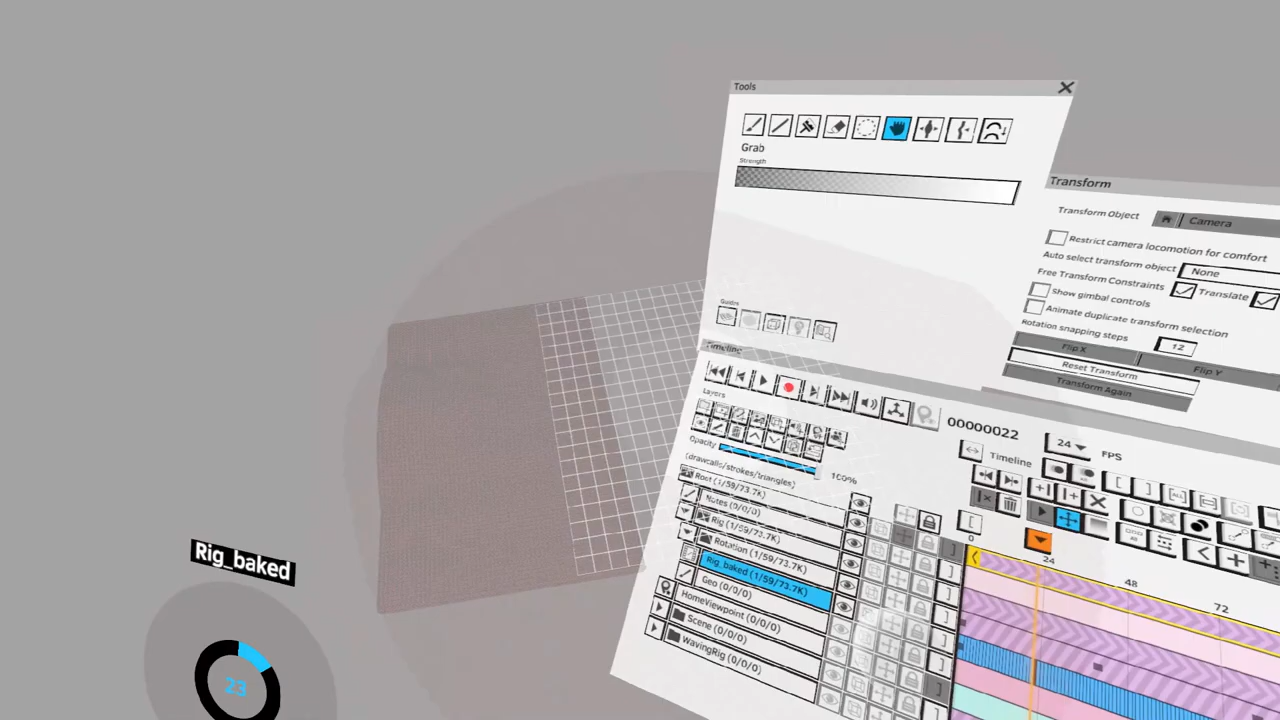 Tools
Grab
Strength
Guides
Transform
Transform Object
Camera
Restrict camera locomotion for comfort
Auto select transform object
None
Free Transform Constraints
Translate
Show gimbal controls
Animate duplicate transform selection
Rotation snapping steps
12
Flip X
Flip Y
Reset Transform
Transform Again
Timeline
Layers
Opacity
100%
(drawcalls/strokes/triangles)
Root (1/59/73.7K)
Notes (0/0/0)
Rig (1/59/73.7K)
Rotation (1/59/73.7K)
Rig_baked (1/59/73.7K)
Geo (0/0/0)
HomeViewpoint (0/0/0)
Scene (0/0/0)
WavingRig (0/0/0)
00000022
24
FPS
Timeline
0
24
48
72
Rig_baked
23